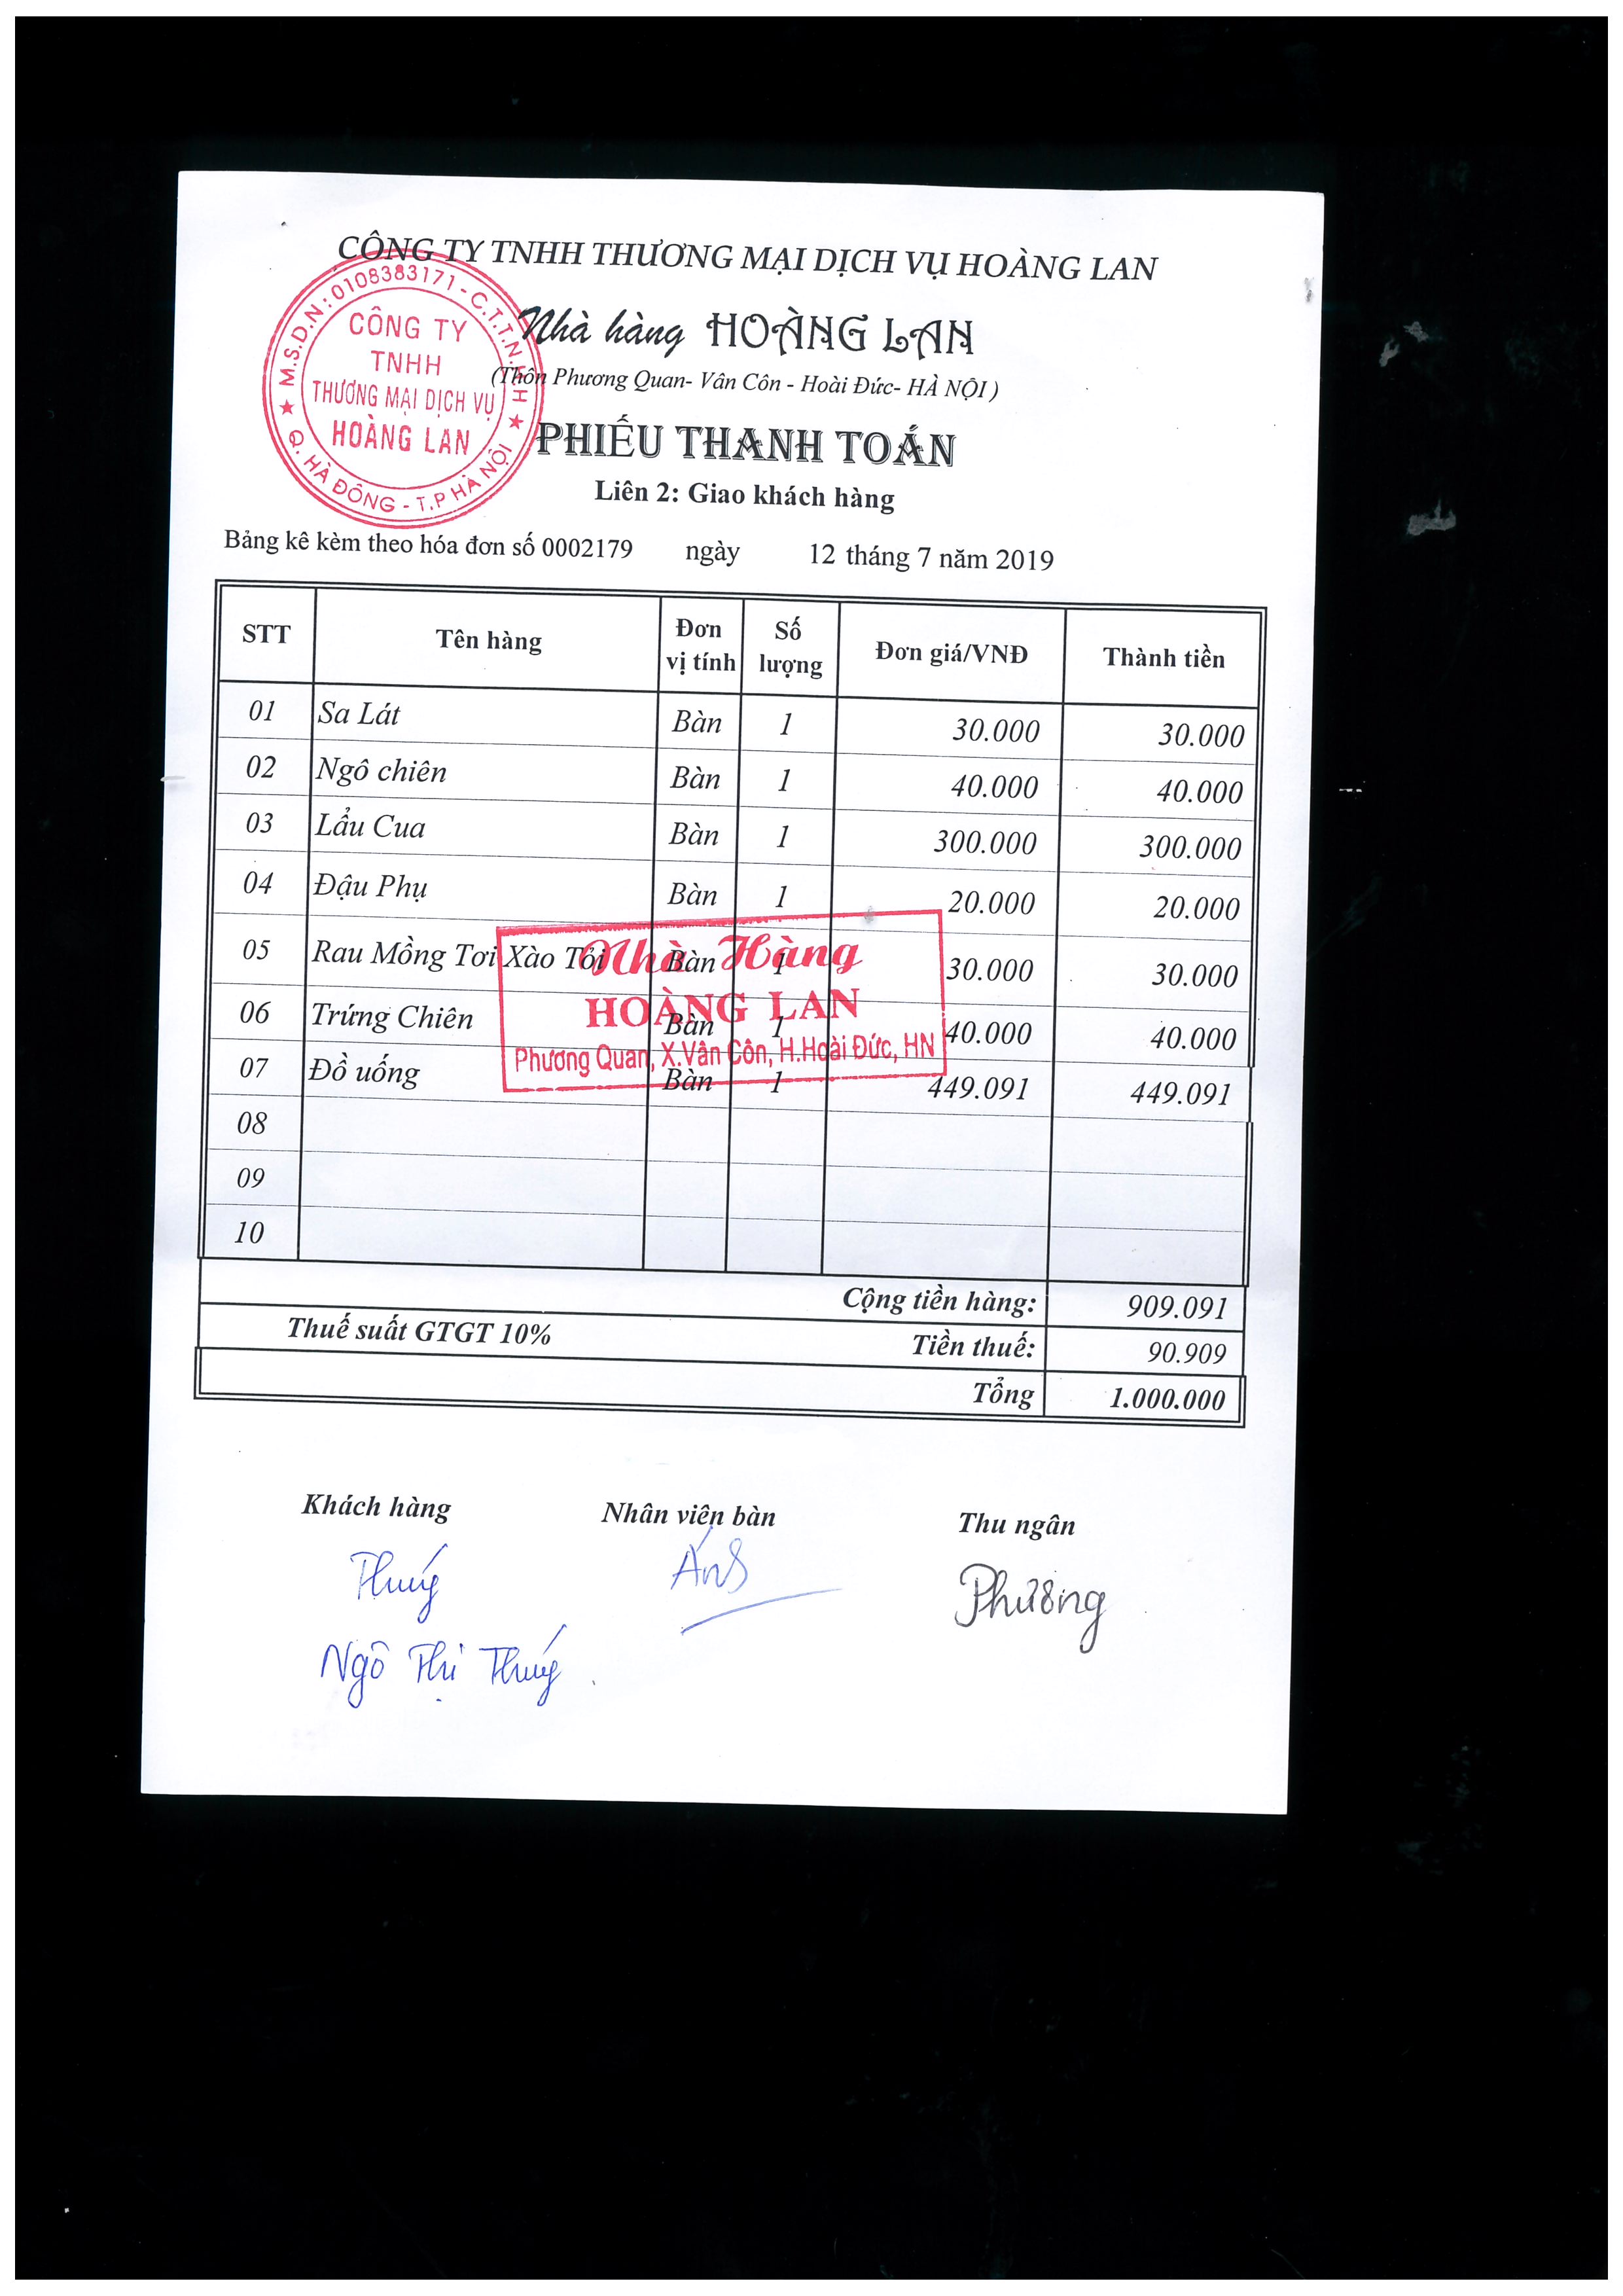 CÔNG TY TNHH THƯƠNG MẠI DỊCH VỤ HOÀNG LAN
Nhà hàng HOÀNG LAN
(Thôn Phương Quan- Vân Côn - Hoài Đức- HÀ NỘI )
M.S.D.N: 0108383171 - C.T.T.N.H.H
CÔNG TY
TNHH
THƯƠNG MẠI DỊCH VỤ
HOÀNG LAN
Q. HÀ ĐÔNG - T.P HÀ NỘI
PHIẾU THANH TOÁN
Liên 2: Giao khách hàng
Bảng kê kèm theo hóa đơn số 0002179 ngày 12 tháng 7 năm 2019
STT Tên hàng Đơn vị tính Số lượng Đơn giá/VNĐ Thành tiền
01 Sa Lát Bàn 1 30.000 30.000
02 Ngô chiên Bàn 1 40.000 40.000
03 Lẩu Cua Bàn 1 300.000 300.000
04 Đậu Phụ Bàn 1 20.000 20.000
05 Rau Mồng Tơi Xào Tỏi Bàn 1 30.000 30.000
06 Trứng Chiên Bàn 1 40.000 40.000
07 Đồ uống Bàn 1 449.091 449.091
08
09
10
Nhà Hàng
HOÀNG LAN
Phương Quan, X.Vân Côn, H.Hoài Đức, HN
Cộng tiền hàng: 909.091
Thuế suất GTGT 10% Tiền thuế: 90.909
Tổng 1.000.000
Khách hàng Nhân viên bàn Thu ngân
Thuý Phương
Ngô Thị Thuý